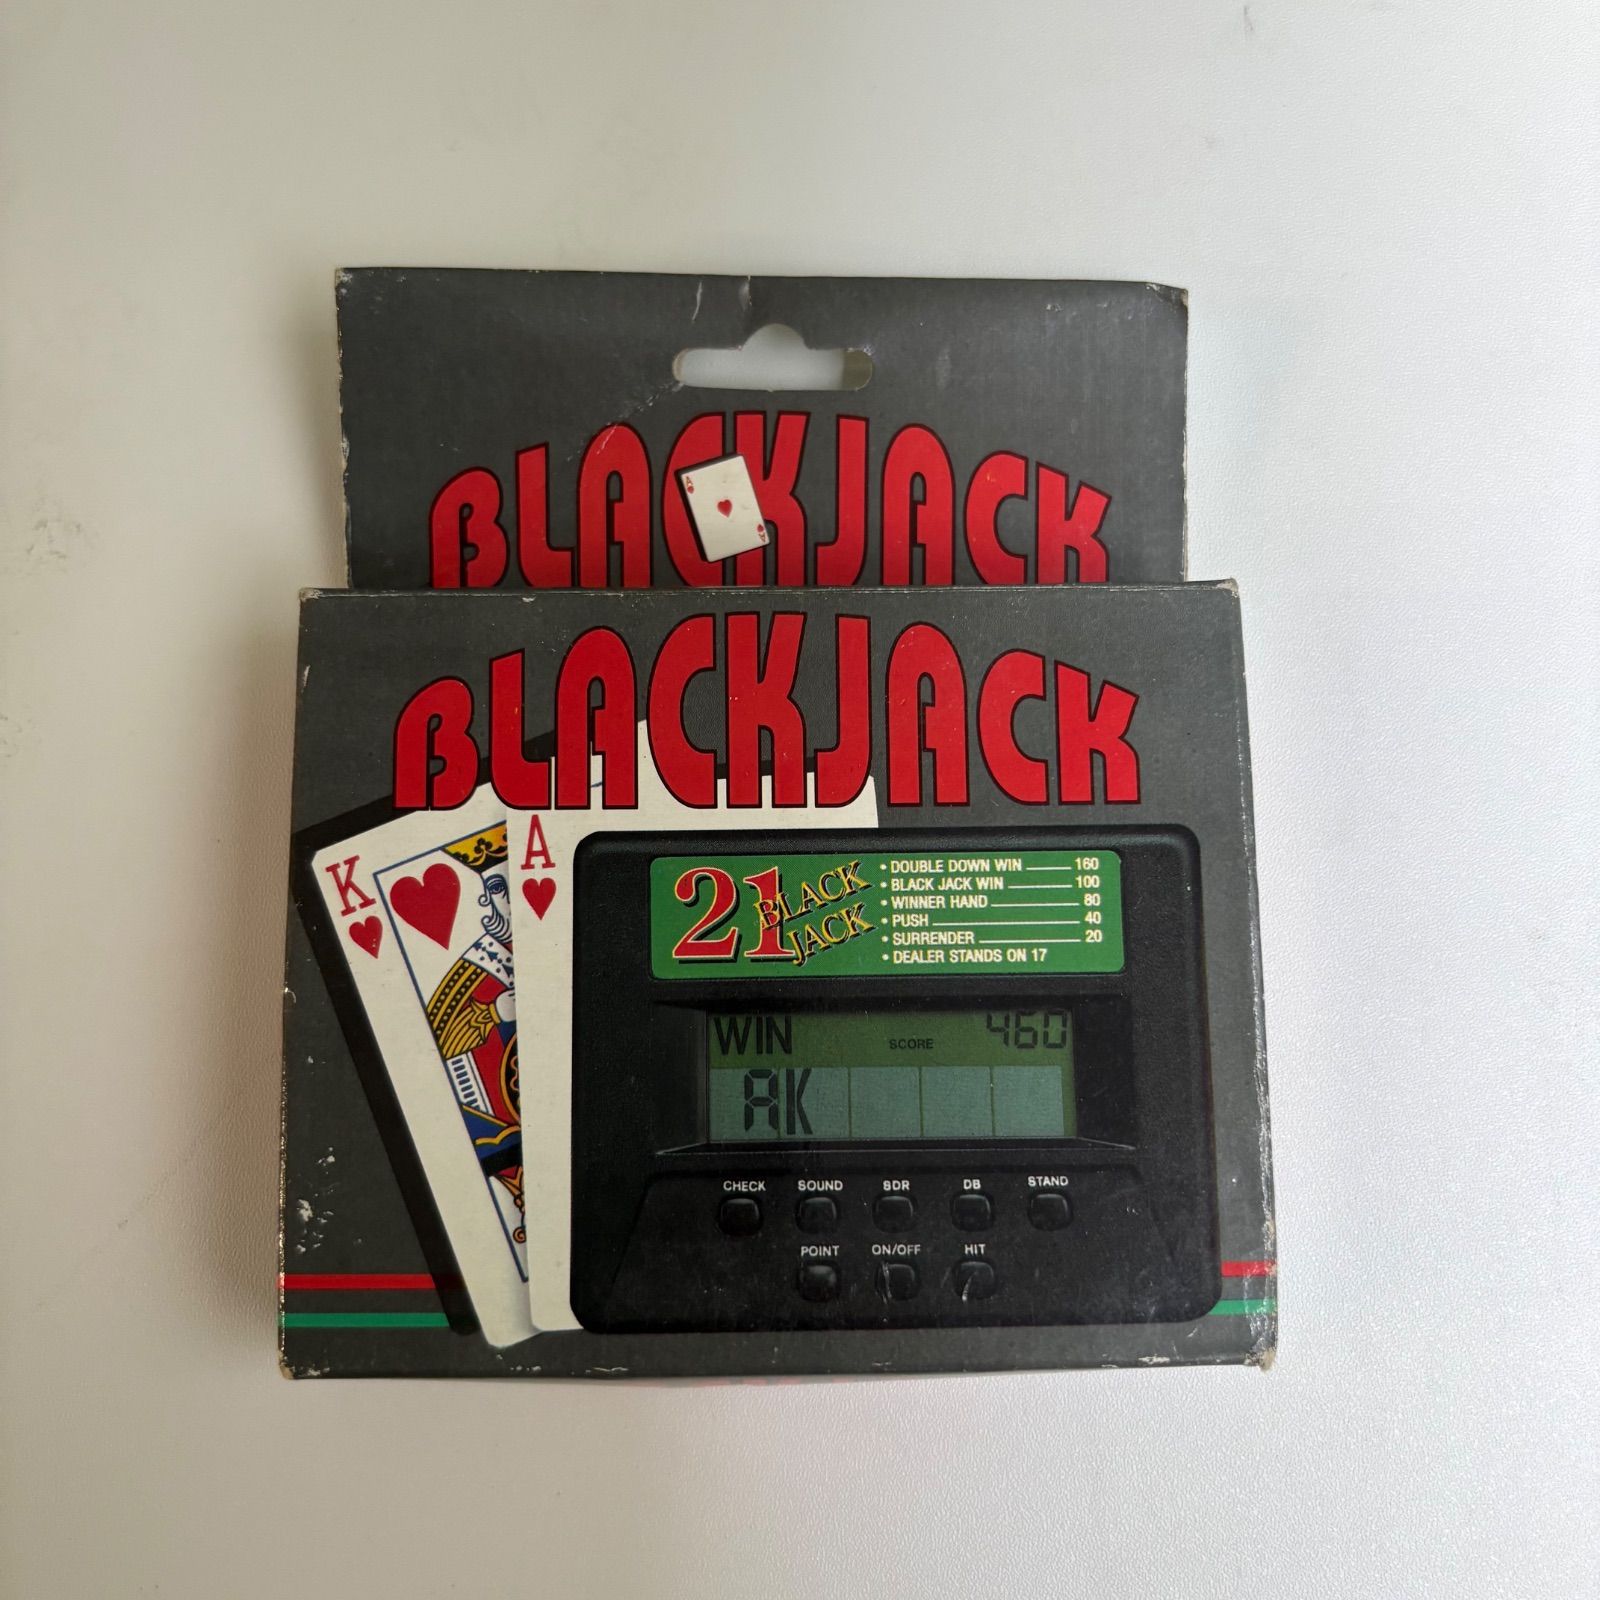 BLACKJACK
A
A
BLACKJACK
K
A
21 BLACK JACK
• DOUBLE DOWN WIN 160
• BLACK JACK WIN 100
• WINNER HAND 80
• PUSH 40
• SURRENDER 20
• DEALER STANDS ON 17
WIN SCORE 460
AK
CHECK SOUND SDR DB STAND
POINT ON/OFF HIT